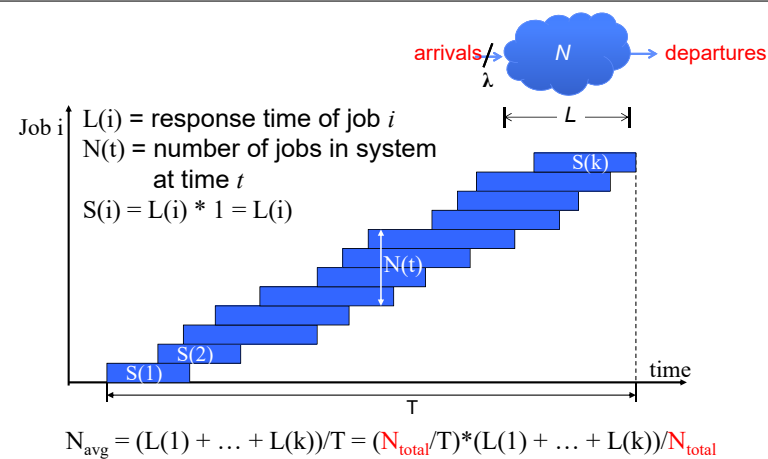 arrivals N departures
λ
L
Job i
L(i) = response time of job i
N(t) = number of jobs in system
at time t
S(i) = L(i) * 1 = L(i)
S(k)
N(t)
S(2)
S(1)
time
T
Navg = (L(1) + … + L(k))/T = (Ntotal/T)*(L(1) + … + L(k))/Ntotal